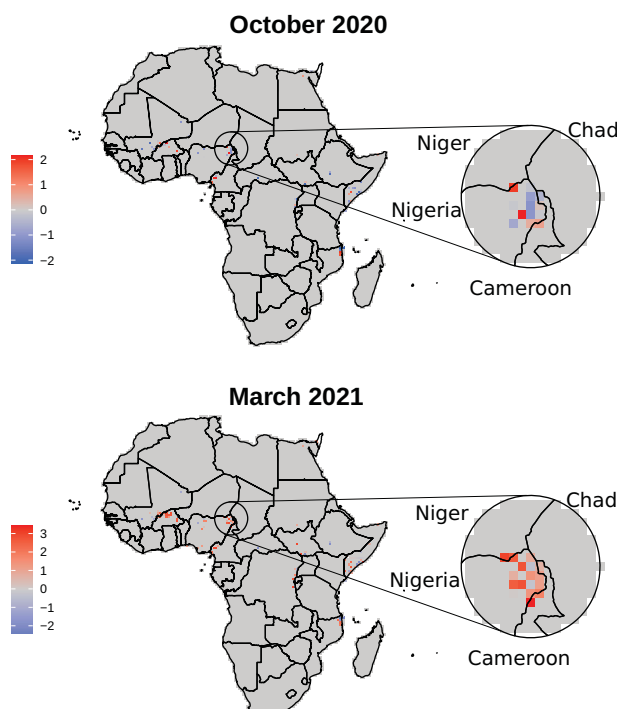 October 2020
2
1
0
−1
−2
Niger
Chad
Nigeria
Cameroon
March 2021
3
2
1
0
−1
−2
Niger
Chad
Nigeria
Cameroon